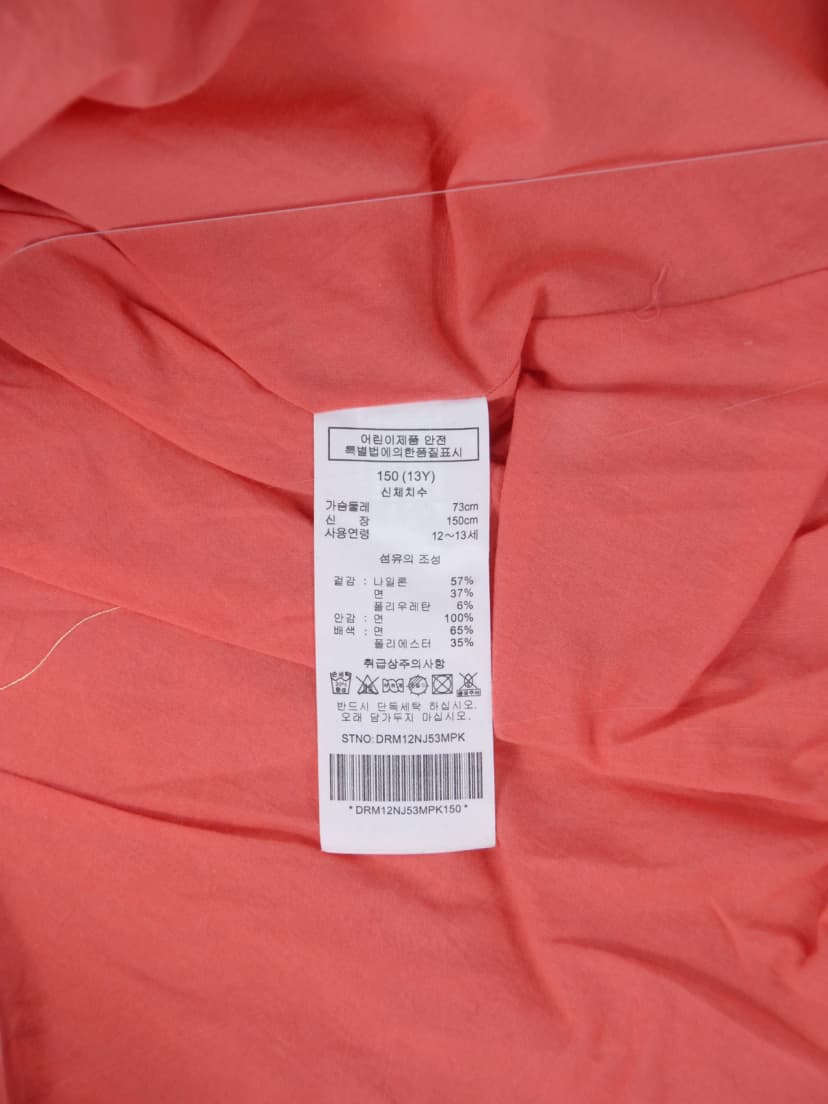 어린이제품 안전
특별법에의한품질표시
150 (13Y)
신체치수
가슴둘레 73cm
신 장 150cm
사용연령 12~13세
섬유의 조성
겉감 : 나일론 57%
면 37%
폴리우레탄 6%
안감 : 면 100%
배색 : 면 65%
폴리에스터 35%
취급상주의사항
반드시 단독세탁 하십시오.
오래 담가두지 마십시오.
STNO: DRM12NJ53MPK
*DRM12NJ53MPK150*